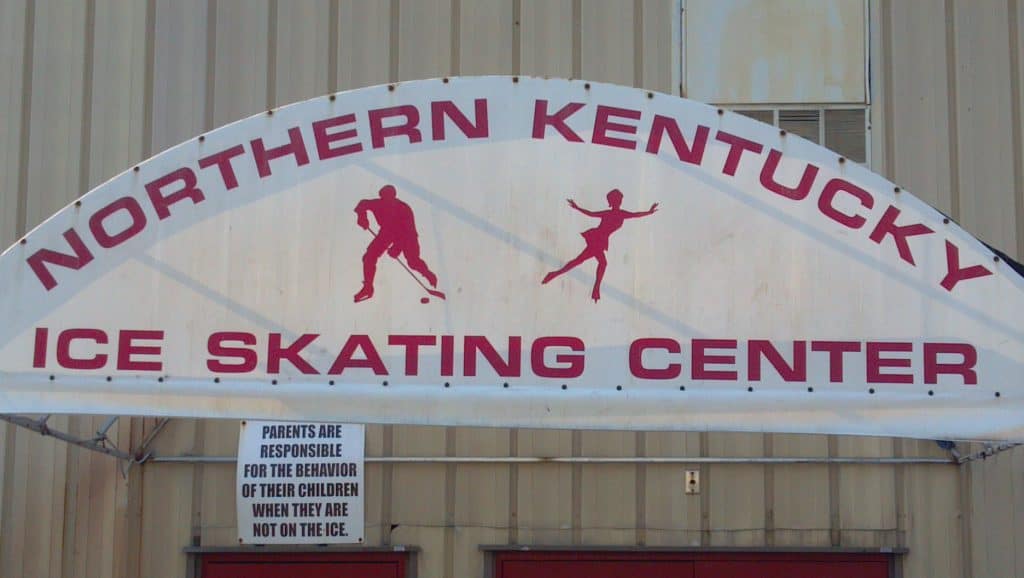 NORTHERN KENTUCKY
ICE SKATING CENTER
PARENTS ARE
RESPONSIBLE
FOR THE BEHAVIOR
OF THEIR CHILDREN
WHEN THEY ARE
NOT ON THE ICE.